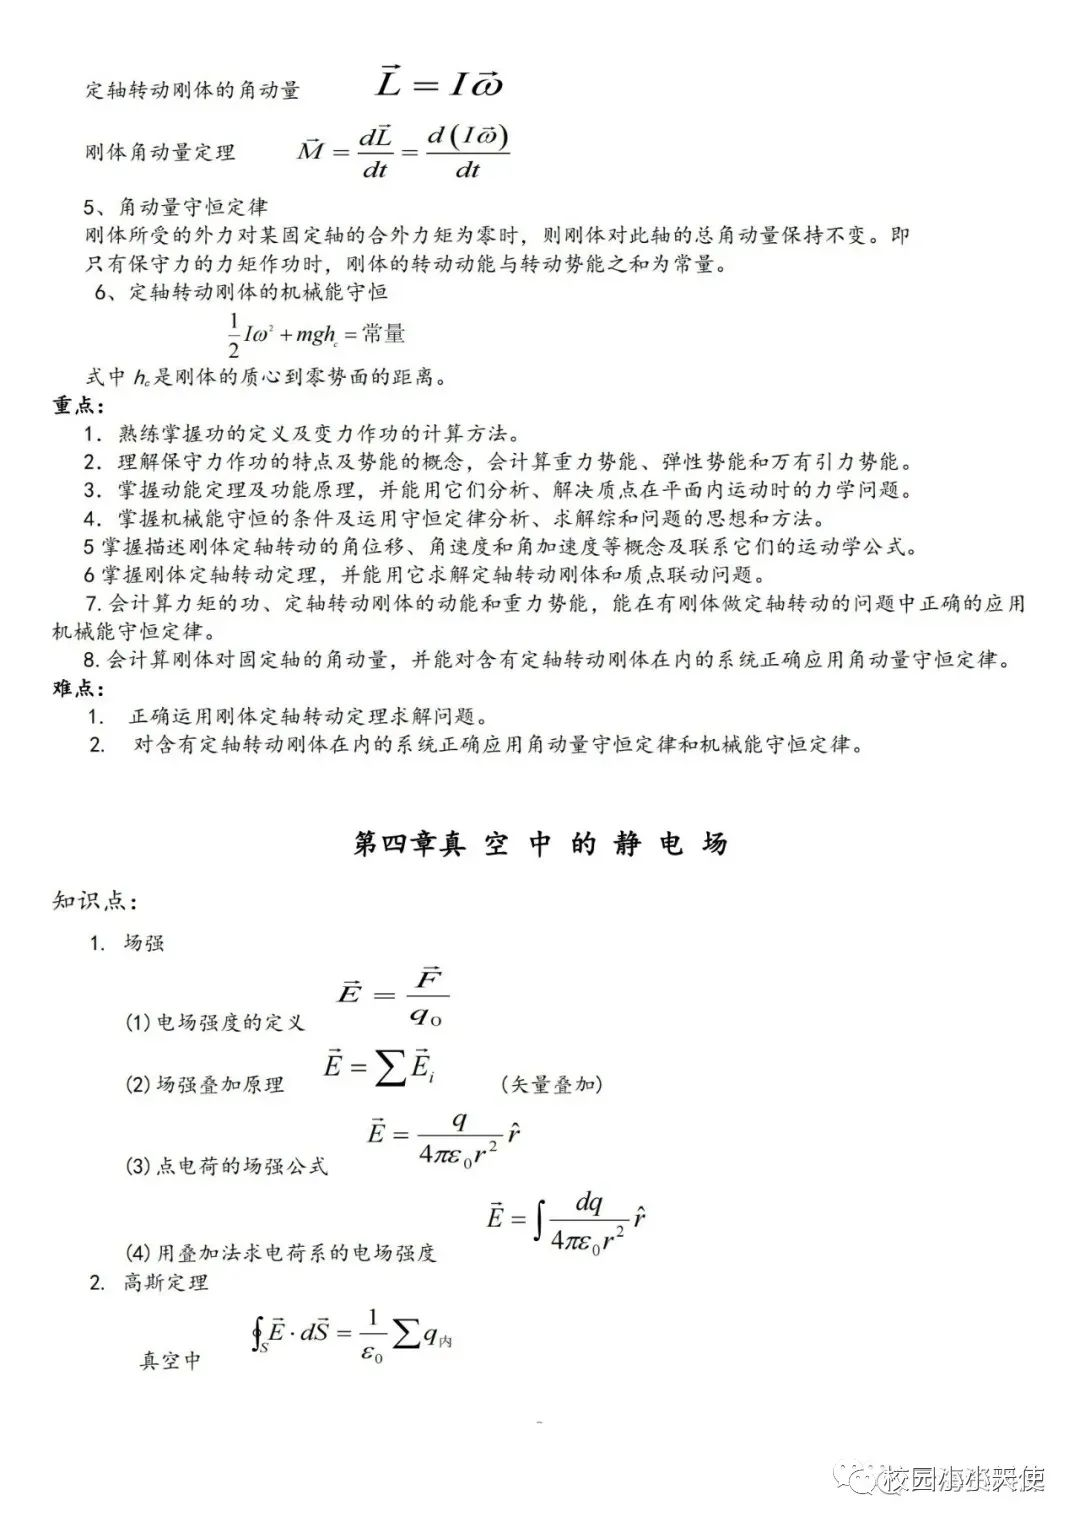 定轴转动刚体的角动量 $\vec{L} = I\vec{\omega}$
刚体角动量定理 $\vec{M} = \frac{d\vec{L}}{dt} = \frac{d(I\vec{\omega})}{dt}$
5、角动量守恒定律
刚体所受的外力对某固定轴的合外力矩为零时，则刚体对此轴的总角动量保持不变。即
只有保守力的力矩作功时，刚体的转动动能与转动势能之和为常量。
6、定轴转动刚体的机械能守恒
$\frac{1}{2}I\omega^2 + mgh_c = 常量$
式中 $h_c$是刚体的质心到零势面的距离。
重点：
1. 熟练掌握功的定义及变力作功的计算方法。
2. 理解保守力作功的特点及势能的概念，会计算重力势能、弹性势能和万有引力势能。
3. 掌握动能定理及功能原理，并能用它们分析、解决质点在平面内运动时的力学问题。
4. 掌握机械能守恒的条件及运用守恒定律分析、求解综和问题的思想和方法。
5 掌握描述刚体定轴转动的角位移、角速度和角加速度等概念及联系它们的运动学公式。
6 掌握刚体定轴转动定理，并能用它求解定轴转动刚体和质点联动问题。
7. 会计算力矩的功、定轴转动刚体的动能和重力势能，能在有刚体做定轴转动的问题中正确的应用
机械能守恒定律。
8. 会计算刚体对固定轴的角动量，并能对含有定轴转动刚体在内的系统正确应用角动量守恒定律。
难点：
1. 正确运用刚体定轴转动定理求解问题。
2. 对含有定轴转动刚体在内的系统正确应用角动量守恒定律和机械能守恒定律。
第四章真 空 中 的 静 电 场
知识点：
1. 场强
(1)电场强度的定义 $\vec{E} = \frac{\vec{F}}{q_0}$
(2)场强叠加原理 $\vec{E} = \sum \vec{E}_i$ (矢量叠加)
(3)点电荷的场强公式 $\vec{E} = \frac{q}{4\pi\varepsilon_0 r^2}\hat{r}$
(4)用叠加法求电荷系的电场强度 $\vec{E} = \int \frac{dq}{4\pi\varepsilon_0 r^2}\hat{r}$
2. 高斯定理
真空中 $\oint_S \vec{E} \cdot d\vec{S} = \frac{1}{\varepsilon_0}\sum q_{内}$
校园小小天使